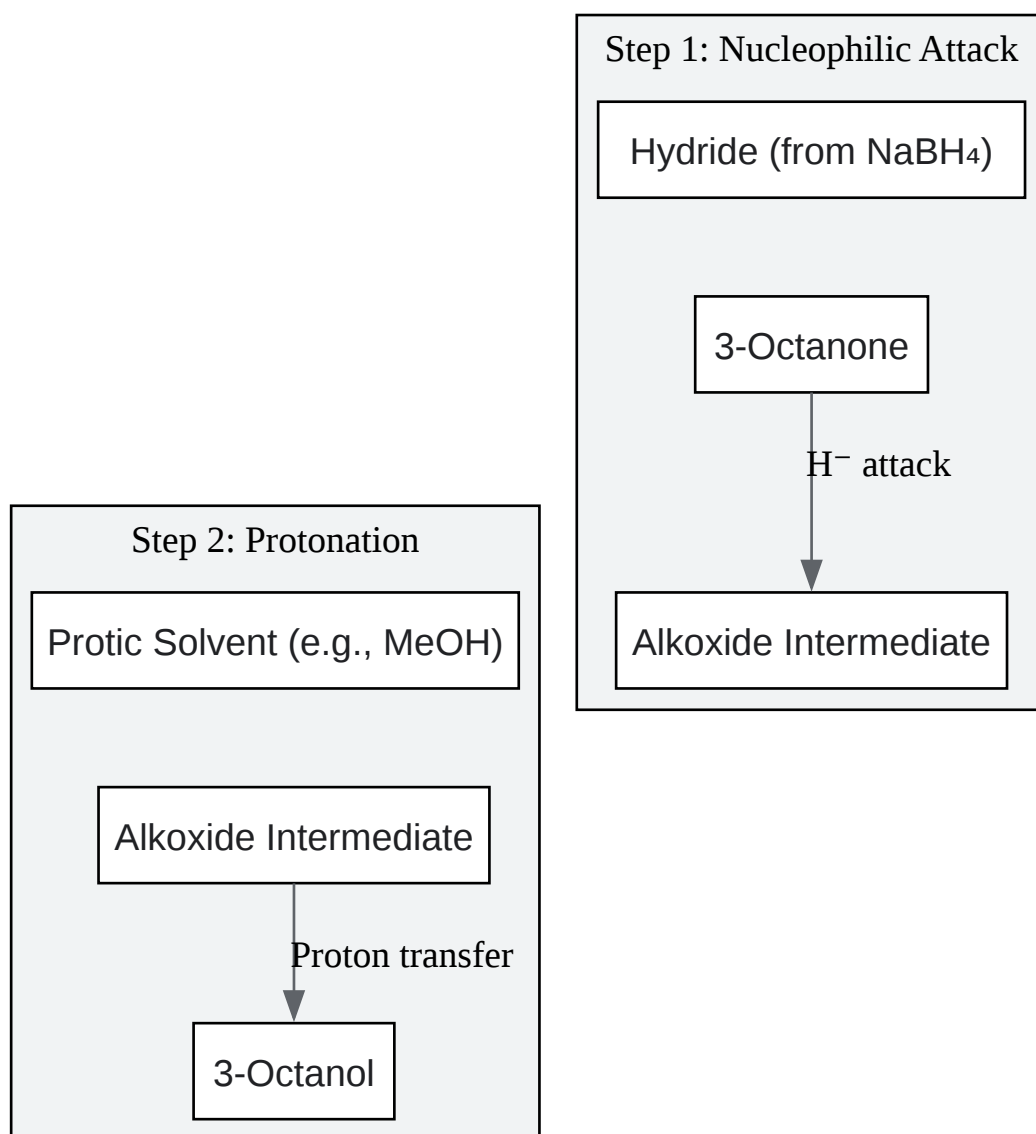 Step 1: Nucleophilic Attack
Hydride (from NaBH₄)
3-Octanone
H⁻ attack
Alkoxide Intermediate
Step 2: Protonation
Protic Solvent (e.g., MeOH)
Alkoxide Intermediate
Proton transfer
3-Octanol